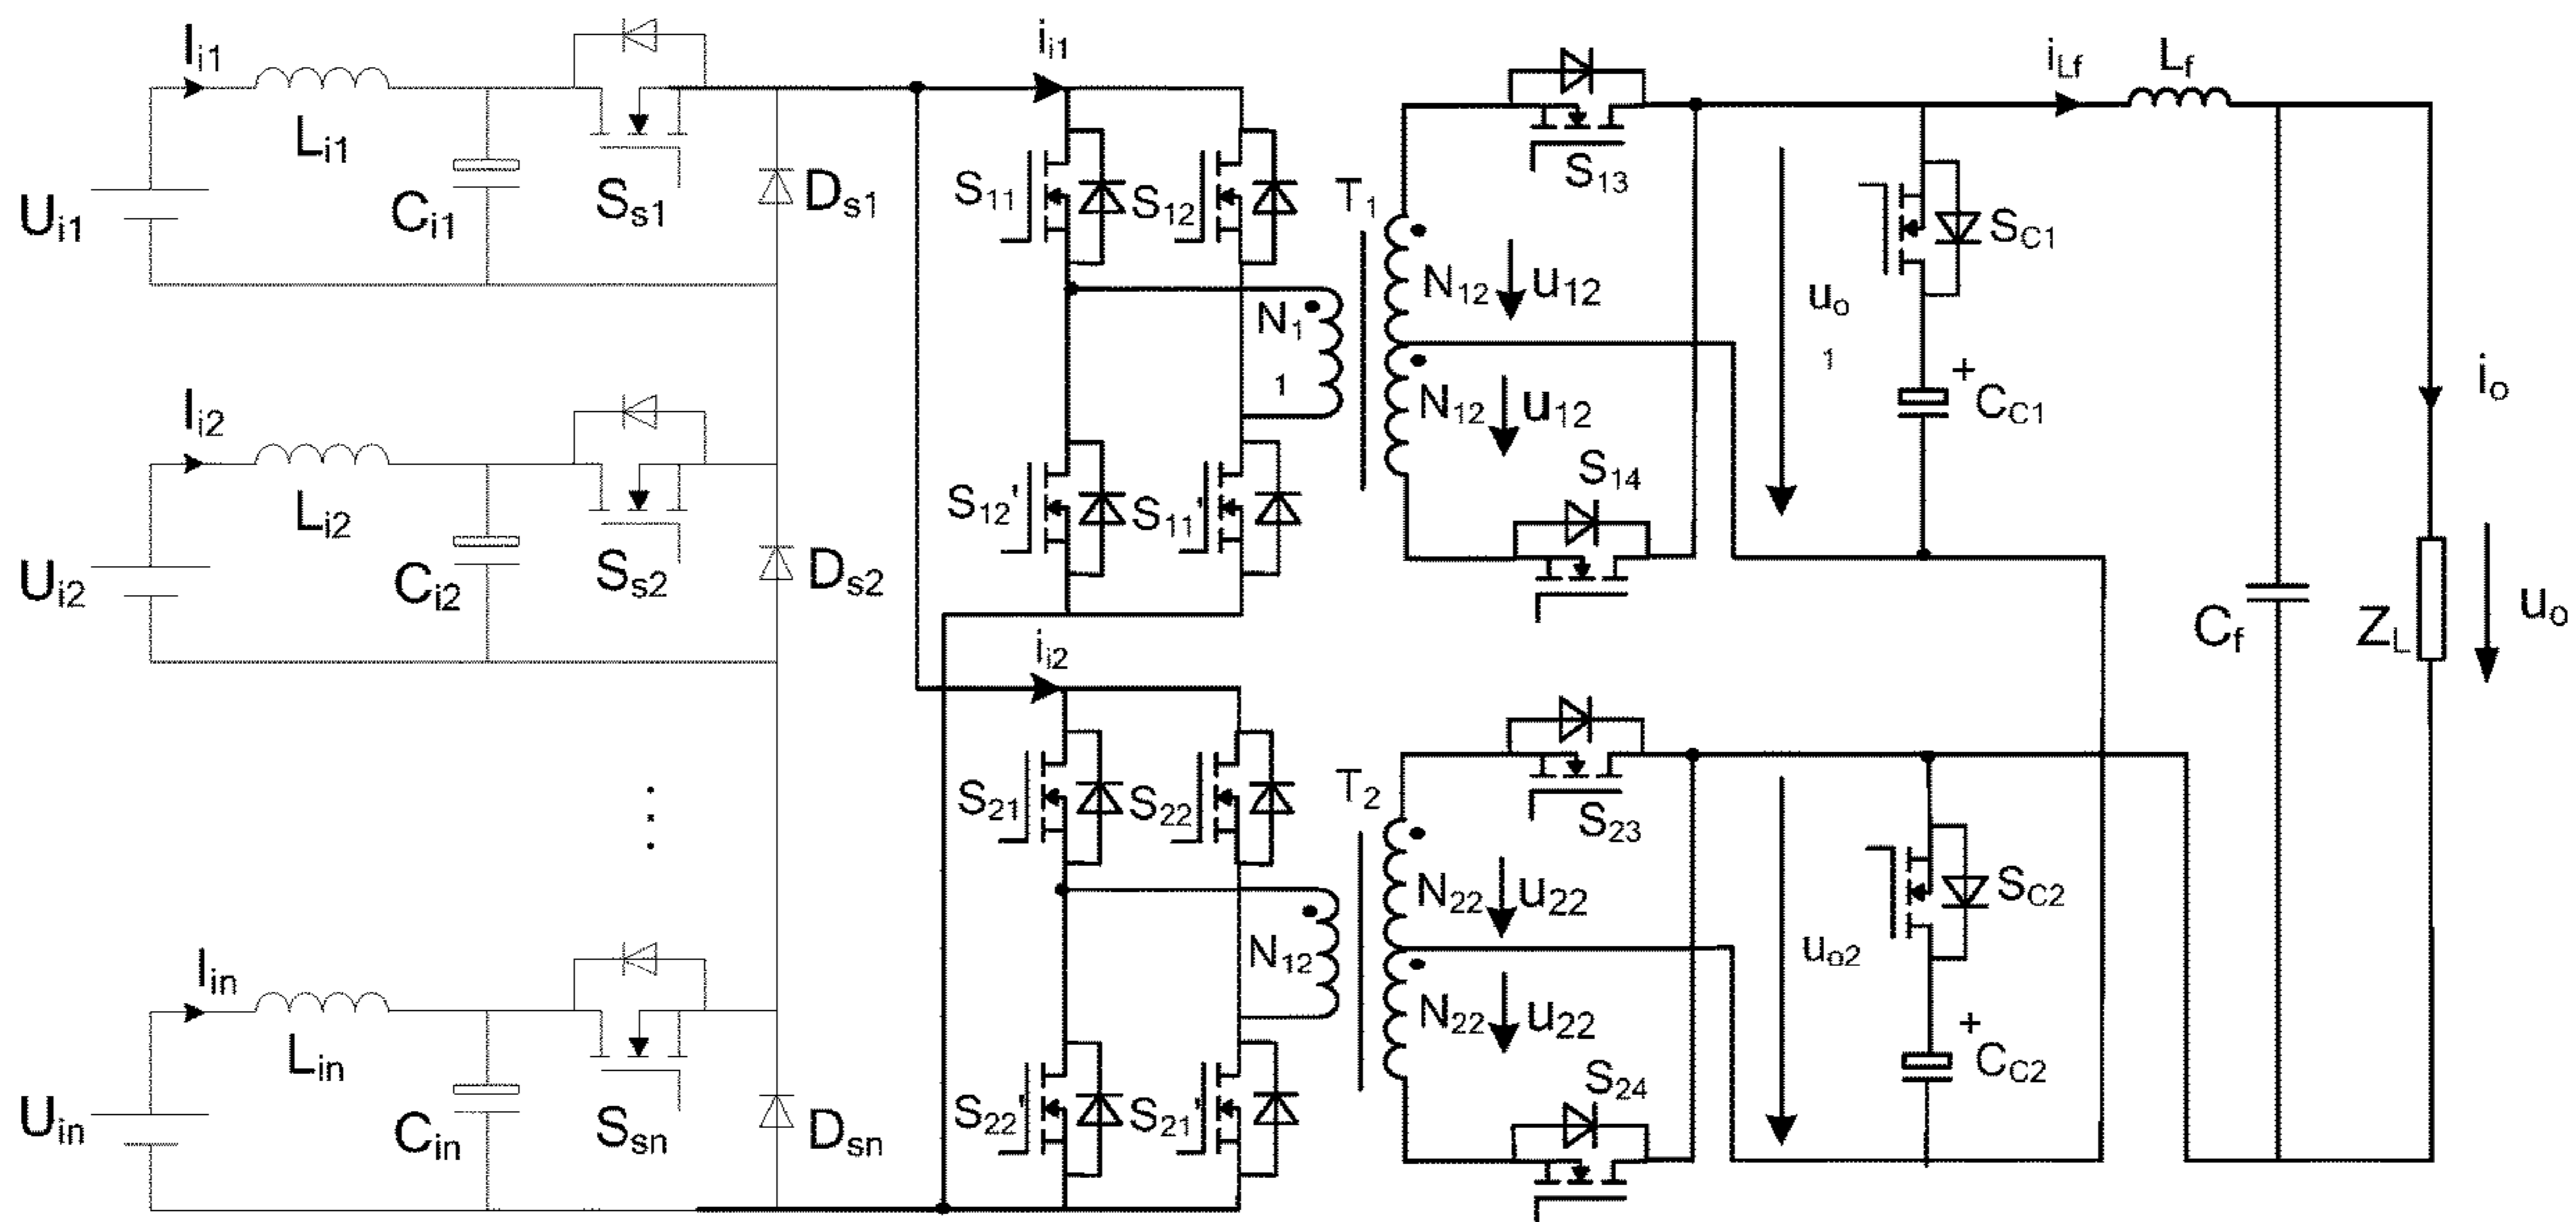 Ii1
Li1
Ui1
Ci1
Ss1
Ds1
Ii2
Li2
Ui2
Ci2
Ss2
Ds2
Iin
Lin
Uin
Cin
Ssn
Dsn
ii1
S11
S12
N1
1
S12'
S11'
T1
S13
N12
u12
N12
u12
S14
uo
1
SC1
+
CC1
iLf
Lf
io
Cf
ZL
uo
ii2
S21
S22
N12
S22'
S21'
T2
S23
N22
u22
N22
u22
S24
uo2
SC2
+
CC2